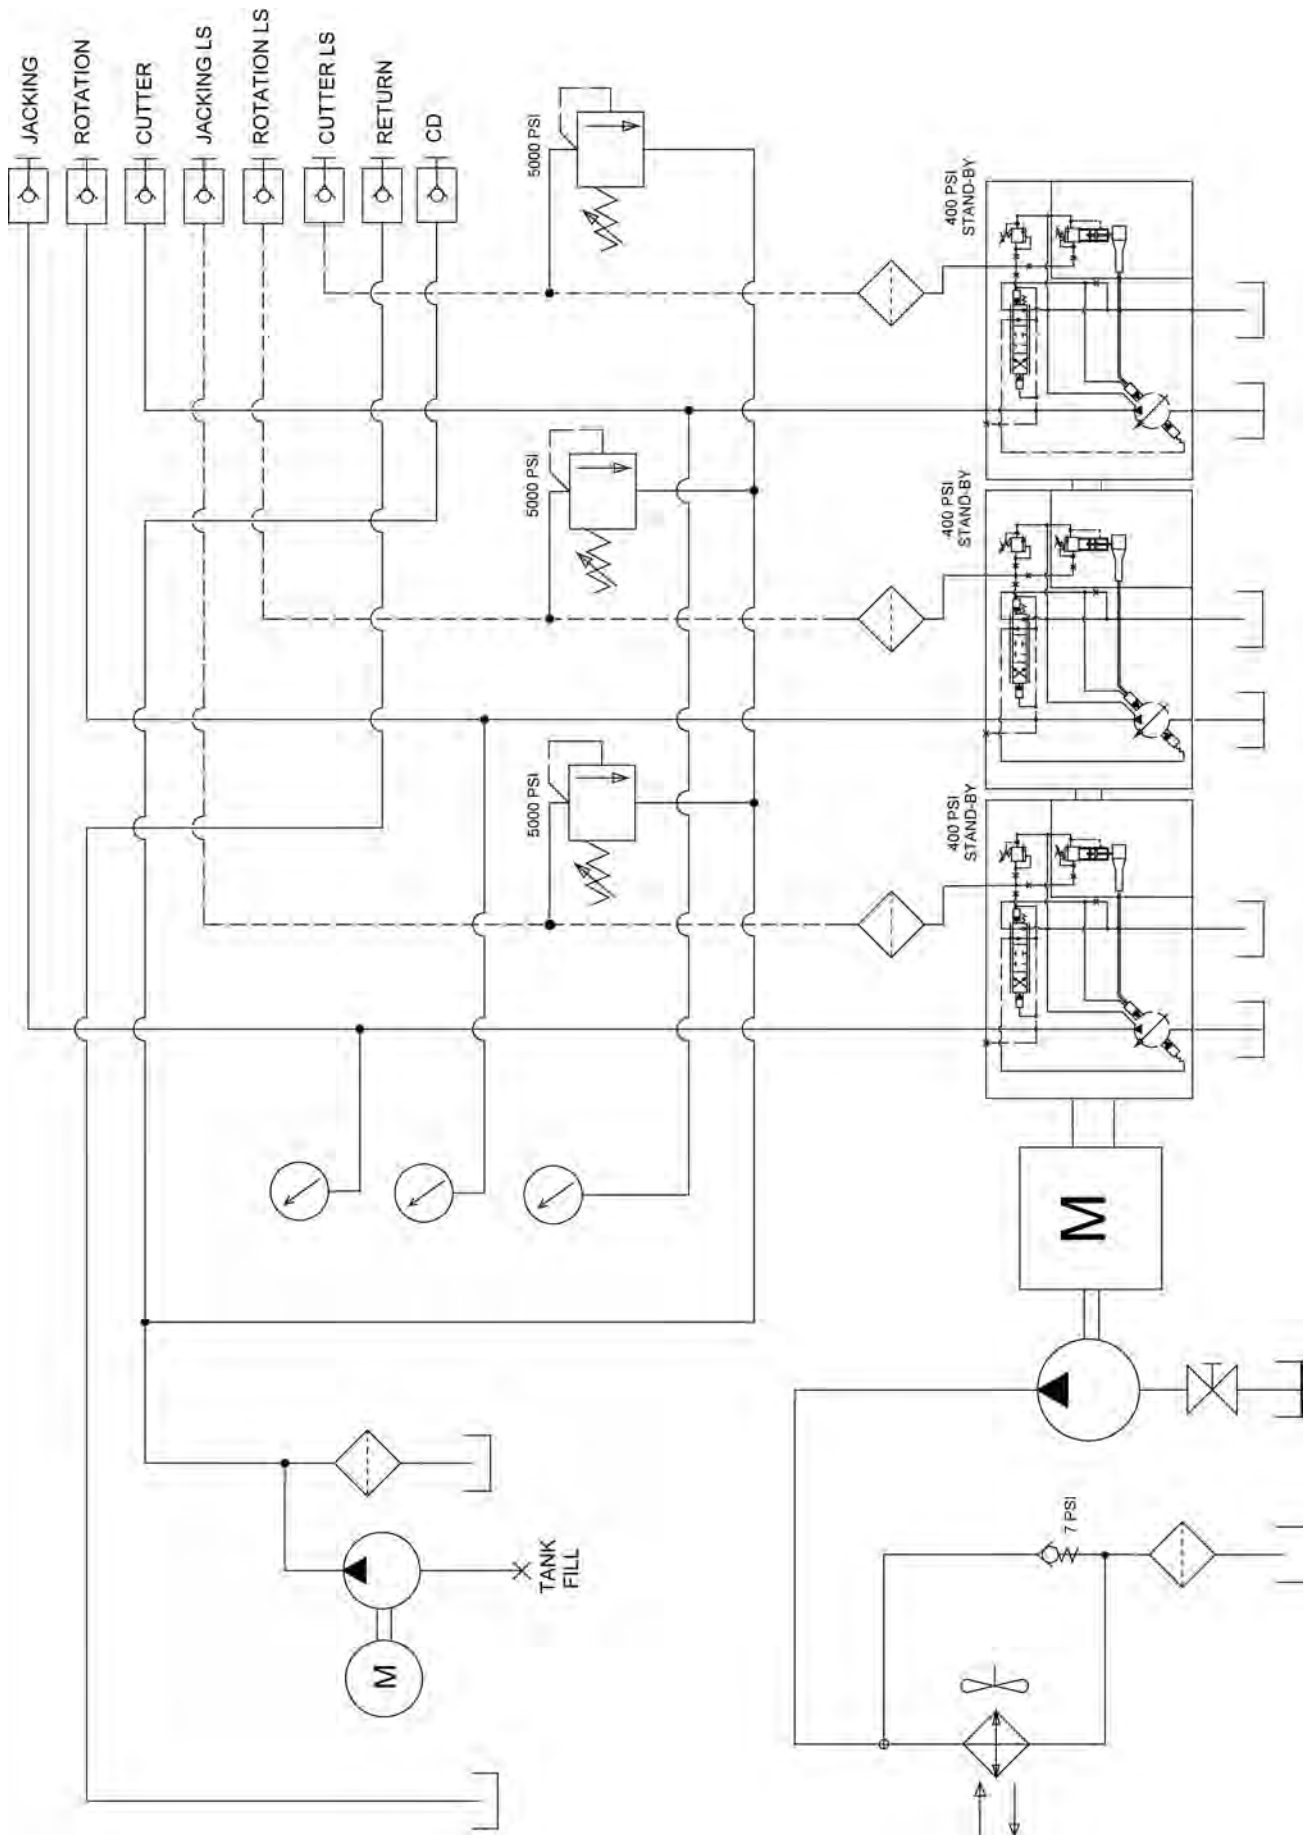 JACKING
ROTATION
CUTTER
JACKING LS
ROTATION LS
CUTTER LS
RETURN
CD
5000 PSI
400 PSI
STAND-BY
5000 PSI
400 PSI
STAND-BY
5000 PSI
400 PSI
STAND-BY
M
7 PSI
TANK
FILL
M